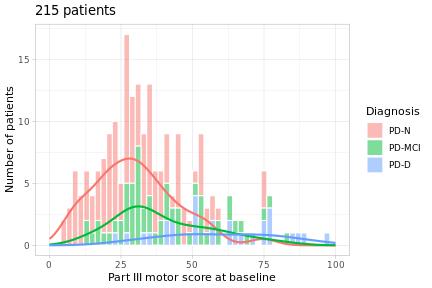 215 patients
Number of patients
15
10
5
0
0
25
50
75
100
Part III motor score at baseline
Diagnosis
PD-N
PD-MCI
PD-D